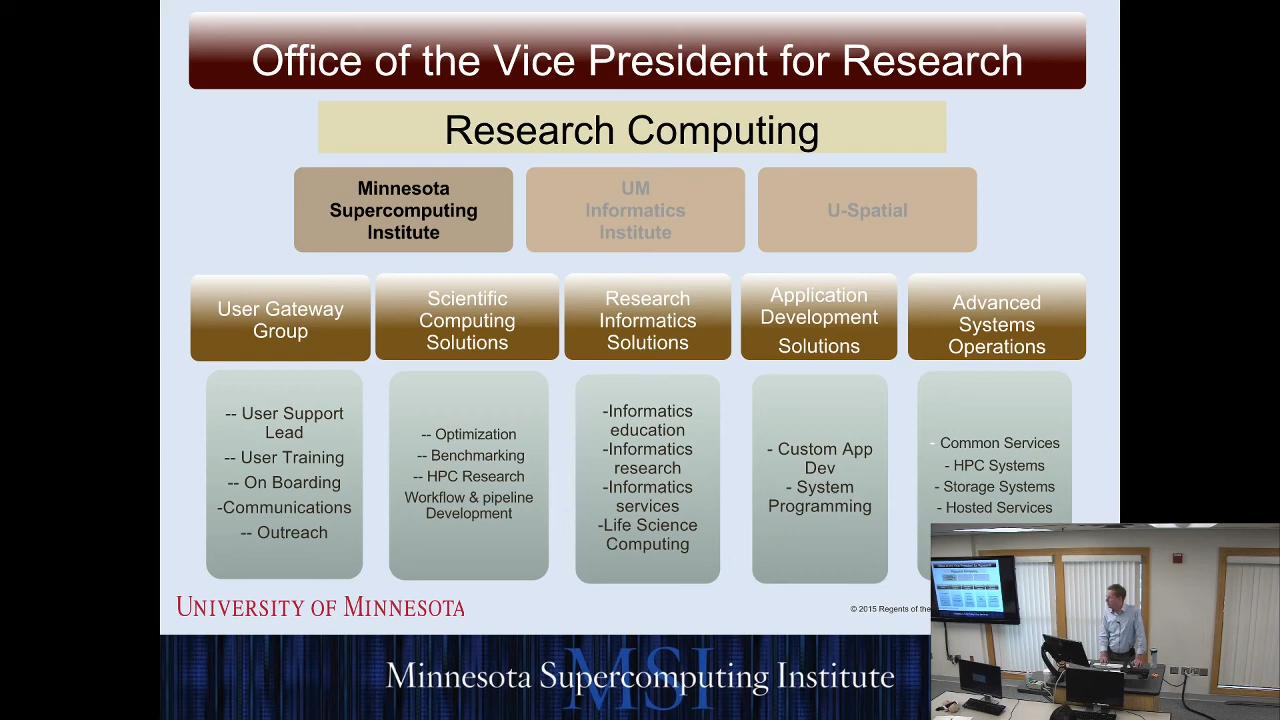 Office of the Vice President for Research
Research Computing
Minnesota
Supercomputing
Institute
UM
Informatics
Institute
U-Spatial
User Gateway
Group
Scientific
Computing
Solutions
Research
Informatics
Solutions
Application
Development
Solutions
Advanced
Systems
Operations
-- User Support
Lead
-- User Training
-- On Boarding
-Communications
-- Outreach
-- Optimization
-- Benchmarking
-- HPC Research
Workflow & pipeline
Development
-Informatics
education
-Informatics
research
-Informatics
services
-Life Science
Computing
- Custom App
Dev
- System
Programming
- Common Services
- HPC Systems
- Storage Systems
- Hosted Services
UNIVERSITY OF MINNESOTA
© 2015 Regents of the
MSI
Minnesota Supercomputing Institute